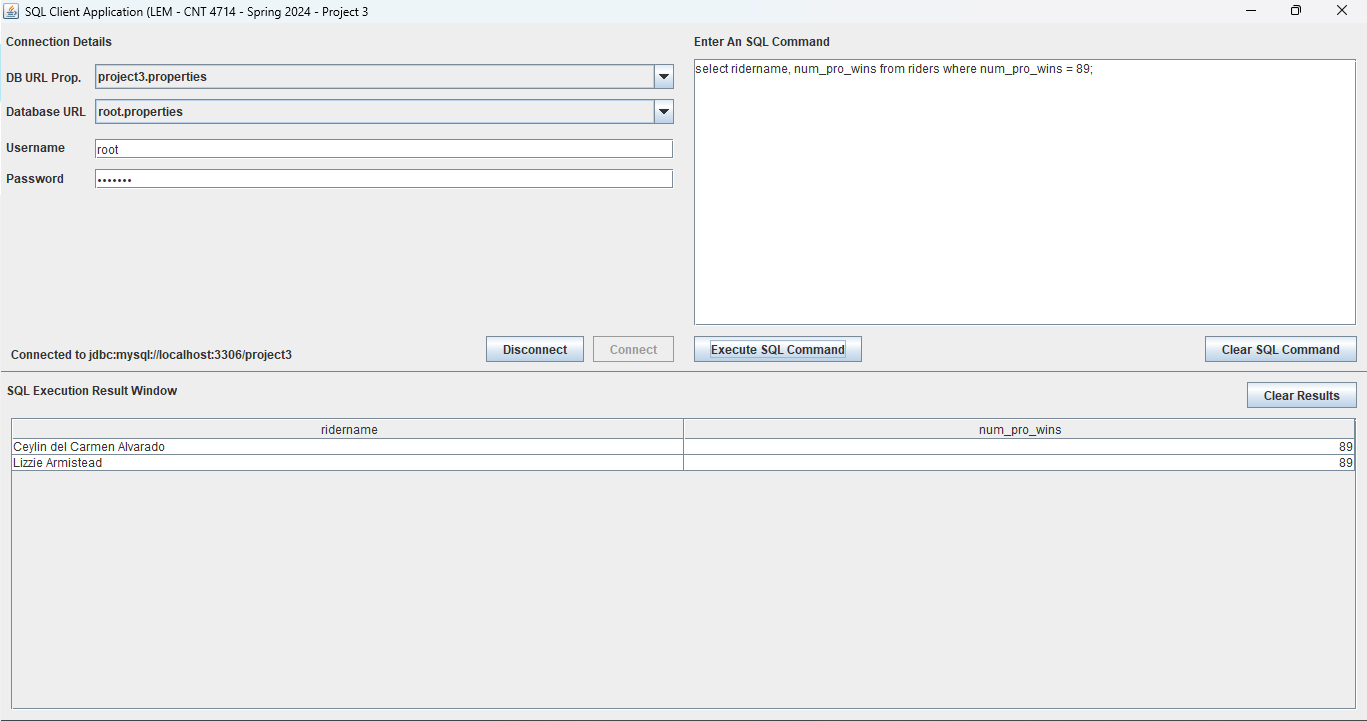 SQL Client Application (LEM - CNT 4714 - Spring 2024 - Project 3
Connection Details
DB URL Prop. project3.properties
Database URL root.properties
Username root
Password •••••••
Connected to jdbc:mysql://localhost:3306/project3 Disconnect Connect
Enter An SQL Command
select ridername, num_pro_wins from riders where num_pro_wins = 89;
Execute SQL Command Clear SQL Command
SQL Execution Result Window
Clear Results
ridername num_pro_wins
Ceylin del Carmen Alvarado 89
Lizzie Armistead 89